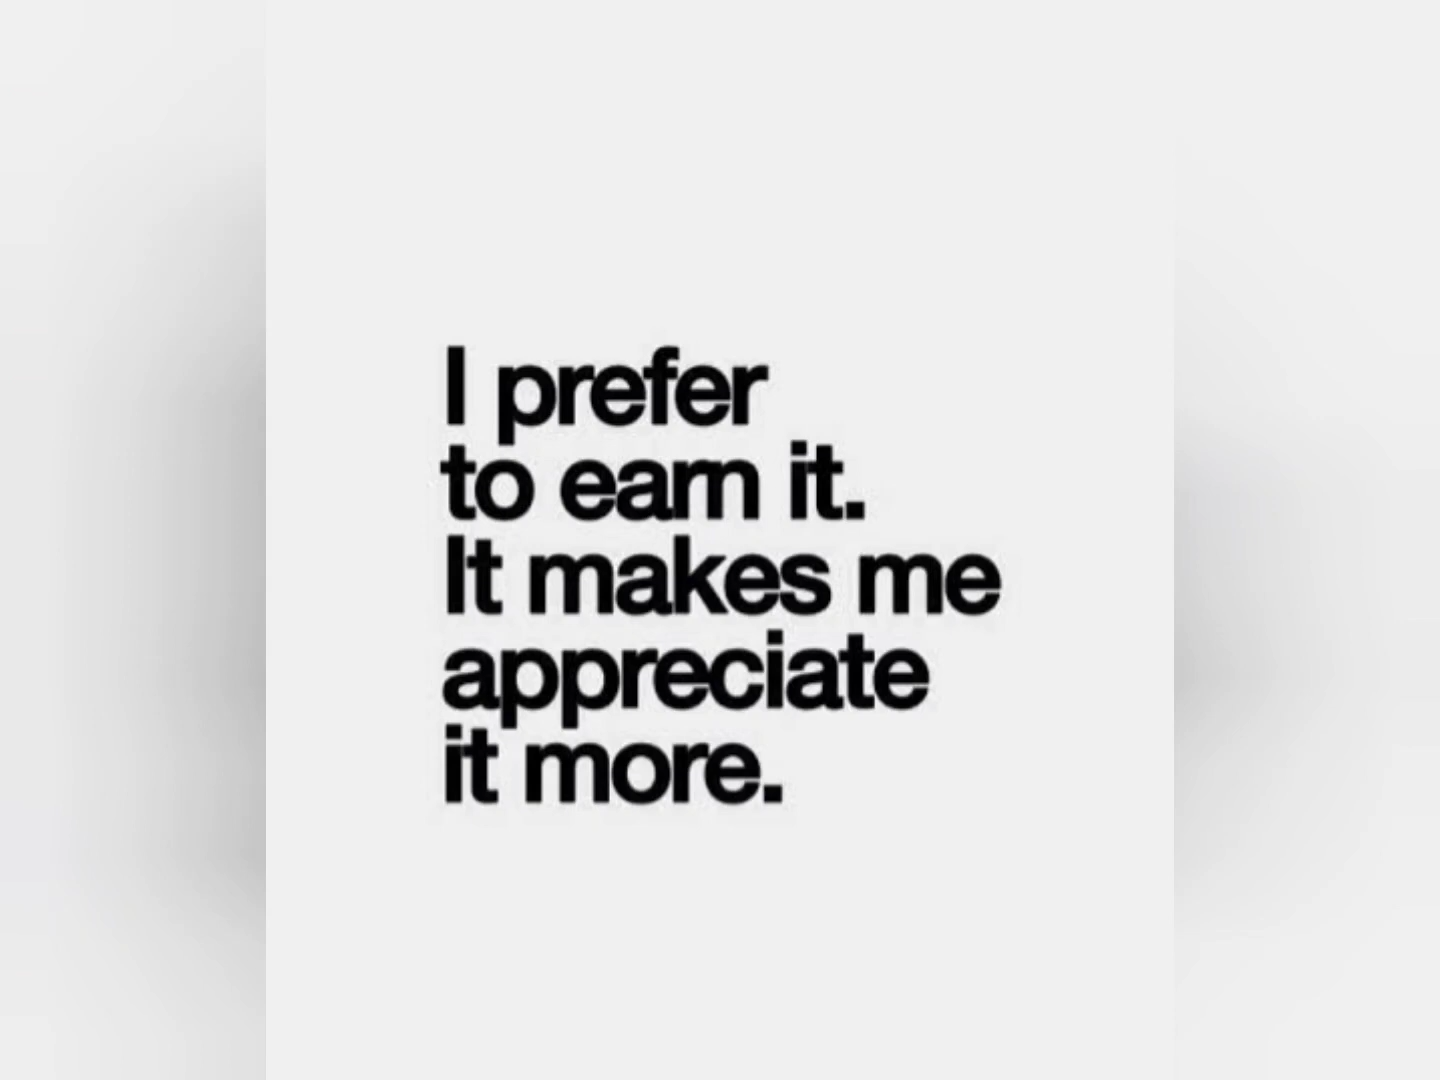 I prefer
to earn it.
It makes me
appreciate
it more.